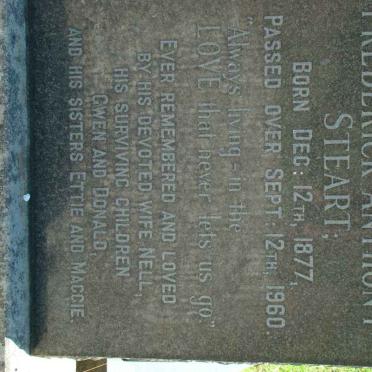 FREDERICK ANTHONY
STEART,
BORN DEC: 12TH, 1877,
PASSED OVER SEPT. 12TH, 1960.
"Always living - in the
LOVE that never lets us go."
EVER REMEMBERED AND LOVED
BY HIS DEVOTED WIFE NELL,
HIS SURVIVING CHILDREN
GWEN AND DONALD,
AND HIS SISTERS ETTIE AND MAGGIE.